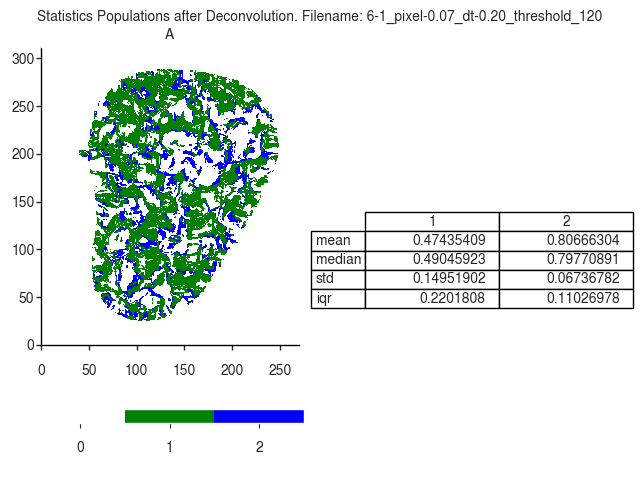 Statistics Populations after Deconvolution. Filename: 6-1_pixel-0.07_dt-0.20_threshold_120
A
300
250
200
150
100
50
0
0 50 100 150 200 250
1 2
mean 0.47435409 0.80666304
median 0.49045923 0.79770891
std 0.14951902 0.06736782
iqr 0.2201808 0.11026978
0 1 2